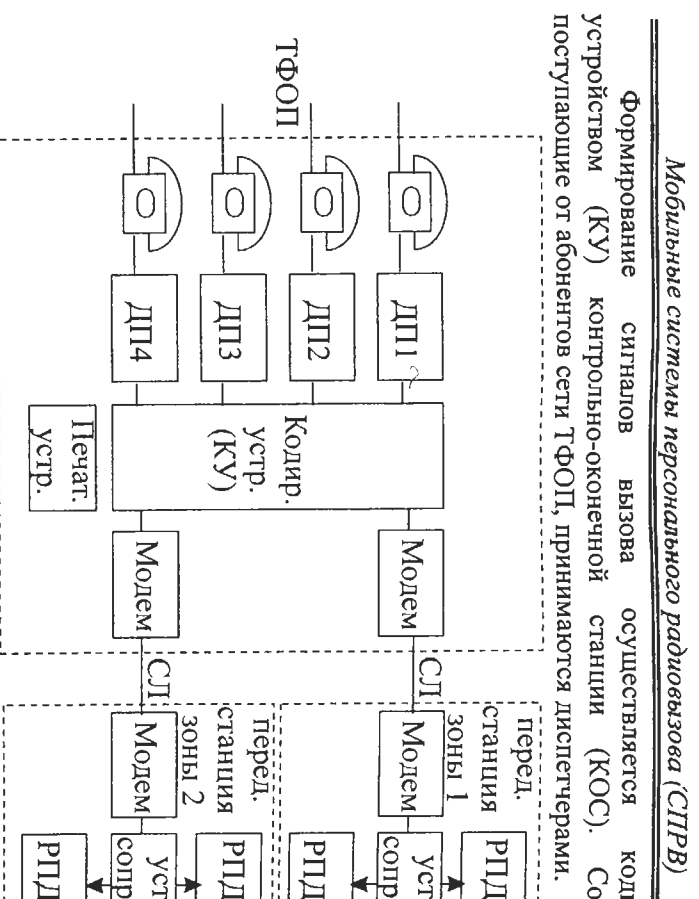 Мобильные системы персонального радиовызова (СПРВ)
Формирование сигналов вызова осуществляется
устройством (КУ) контрольно-оконечной станции (КОС).
поступающие от абонентов сети ТФОП, принимаются диспетчерами.
ТФОП
ДП1
ДП2
ДП3
ДП4
Кодир.
устр.
(КУ)
Печат.
устр.
Модем
Модем
СЛ
СЛ
перед.
станция
зоны 1
Модем
РПД
РПД
перед.
станция
зоны 2
Модем
РПД
РПД